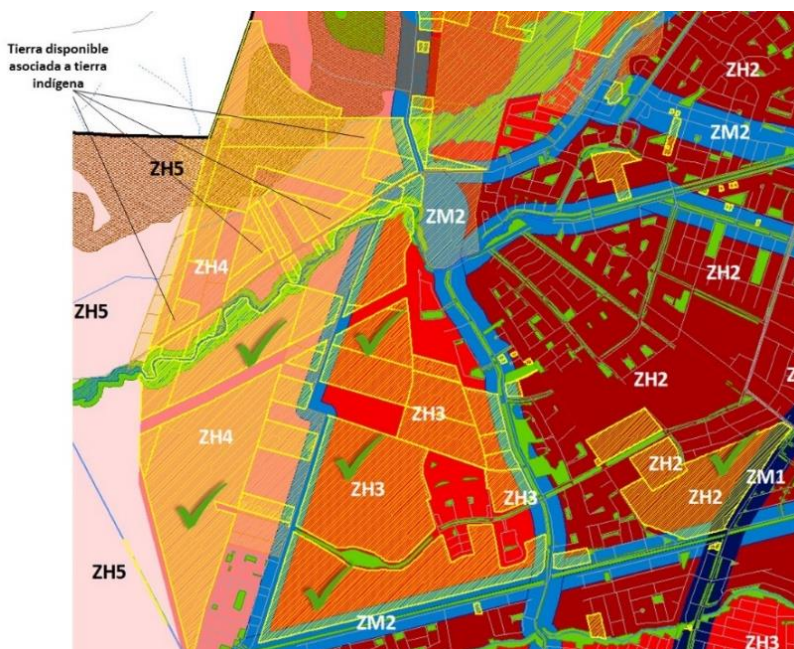 Tierra disponible
asociada a tierra
indígena
ZH2
ZM2
ZH5
ZM2
ZH4
ZH2
ZH5
ZH2
ZH4
ZH3
ZH3
ZH3
ZH2
ZH2
ZM1
ZH5
ZM2
ZH3